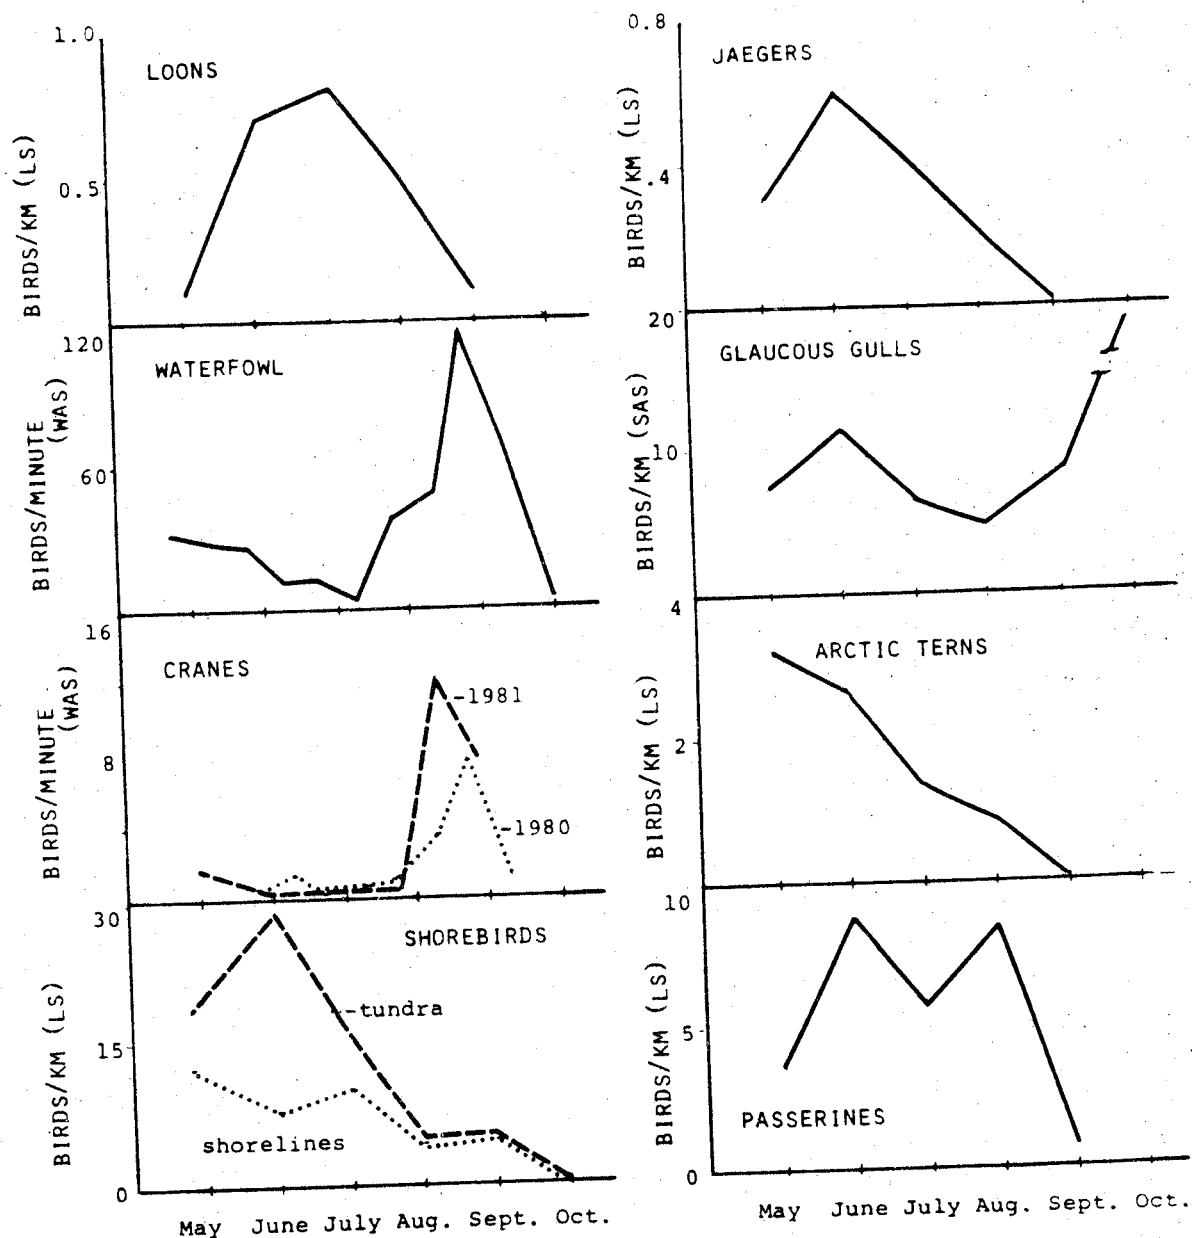 1.0
LOONS
0.5
BIRDS/KM (LS)
0.8
JAEGERS
.4
BIRDS/KM (LS)
120
WATERFOWL
60
BIRDS/MINUTE
(WAS)
20
GLAUCOUS GULLS
10
BIRDS/KM (SAS)
16
CRANES
-1981
8
-1980
BIRDS/MINUTE
(WAS)
4
ARCTIC TERNS
2
BIRDS/KM (LS)
30
SHOREBIRDS
-tundra
15
shorelines
0
BIRDS/KM (LS)
May June July Aug. Sept. Oct.
10
5
PASSERINES
0
BIRDS/KM (LS)
May June July Aug. Sept. Oct.